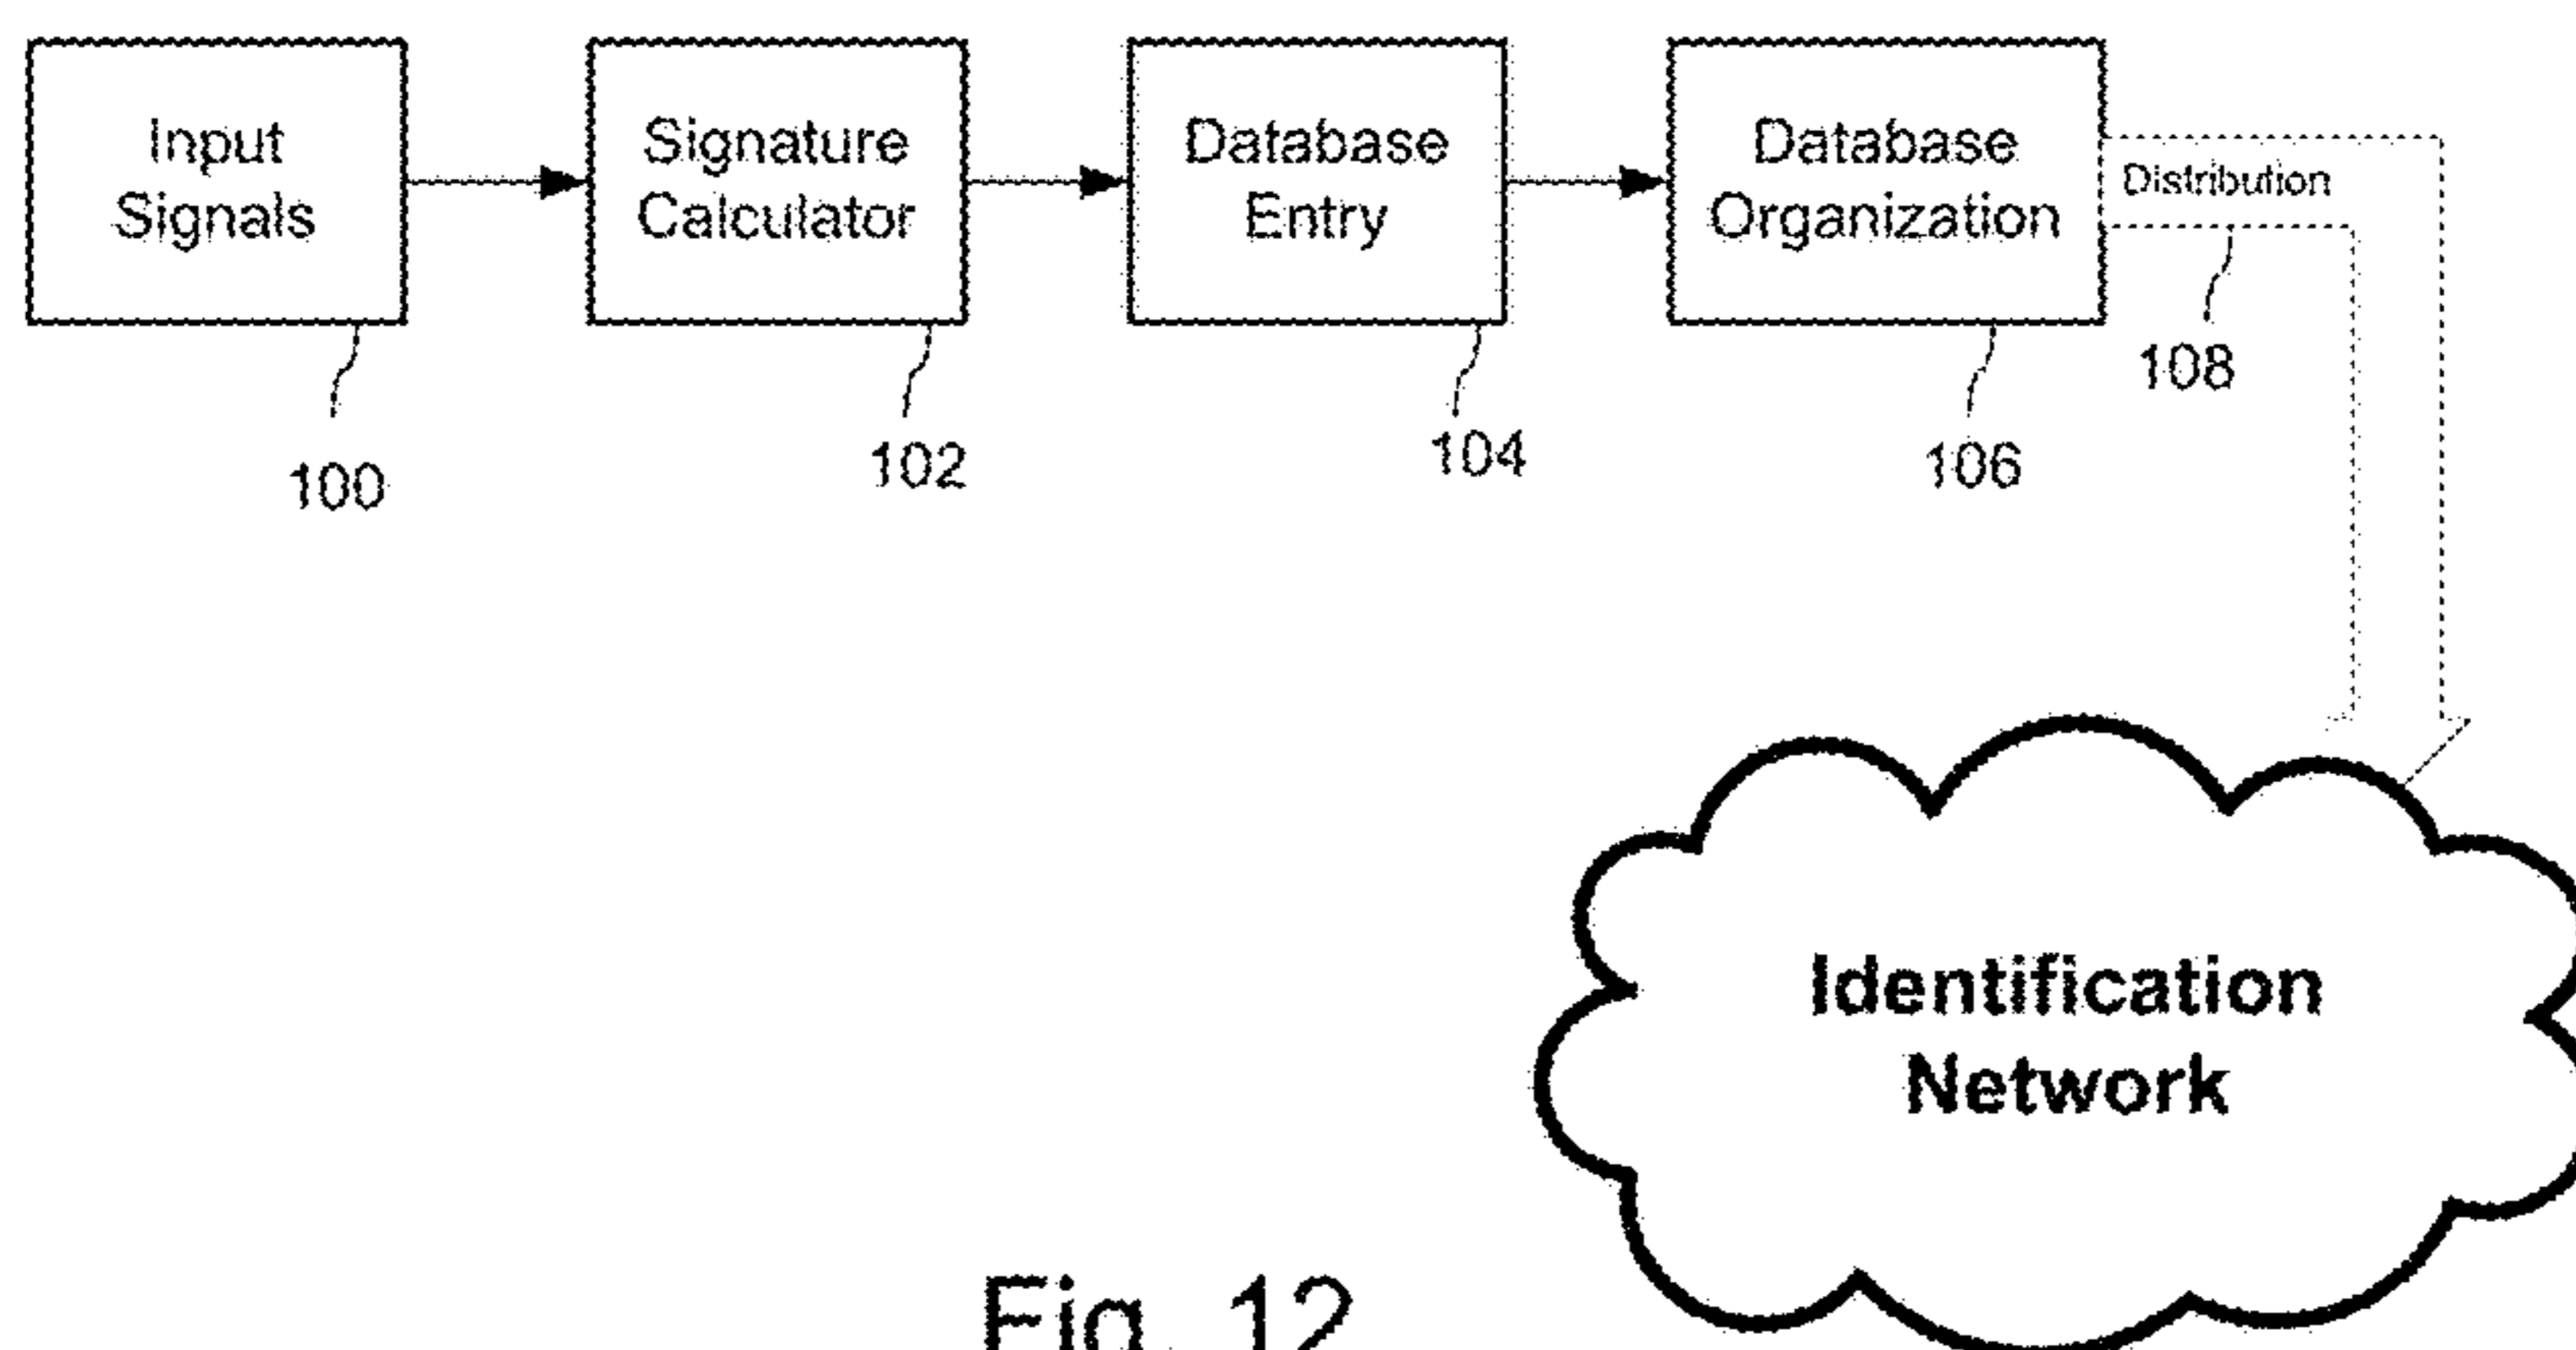 Input
Signals
Signature
Calculator
Database
Entry
Database
Organization
Distribution
108
100
102
104
106
Identification
Network
Fig. 12